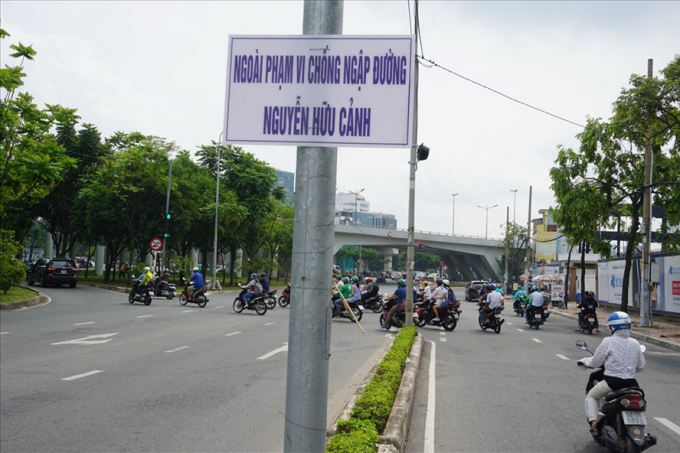 NGOÀI PHẠM VI CHỐNG NGẬP ĐƯỜNG
NGUYỄN HỮU CẢNH